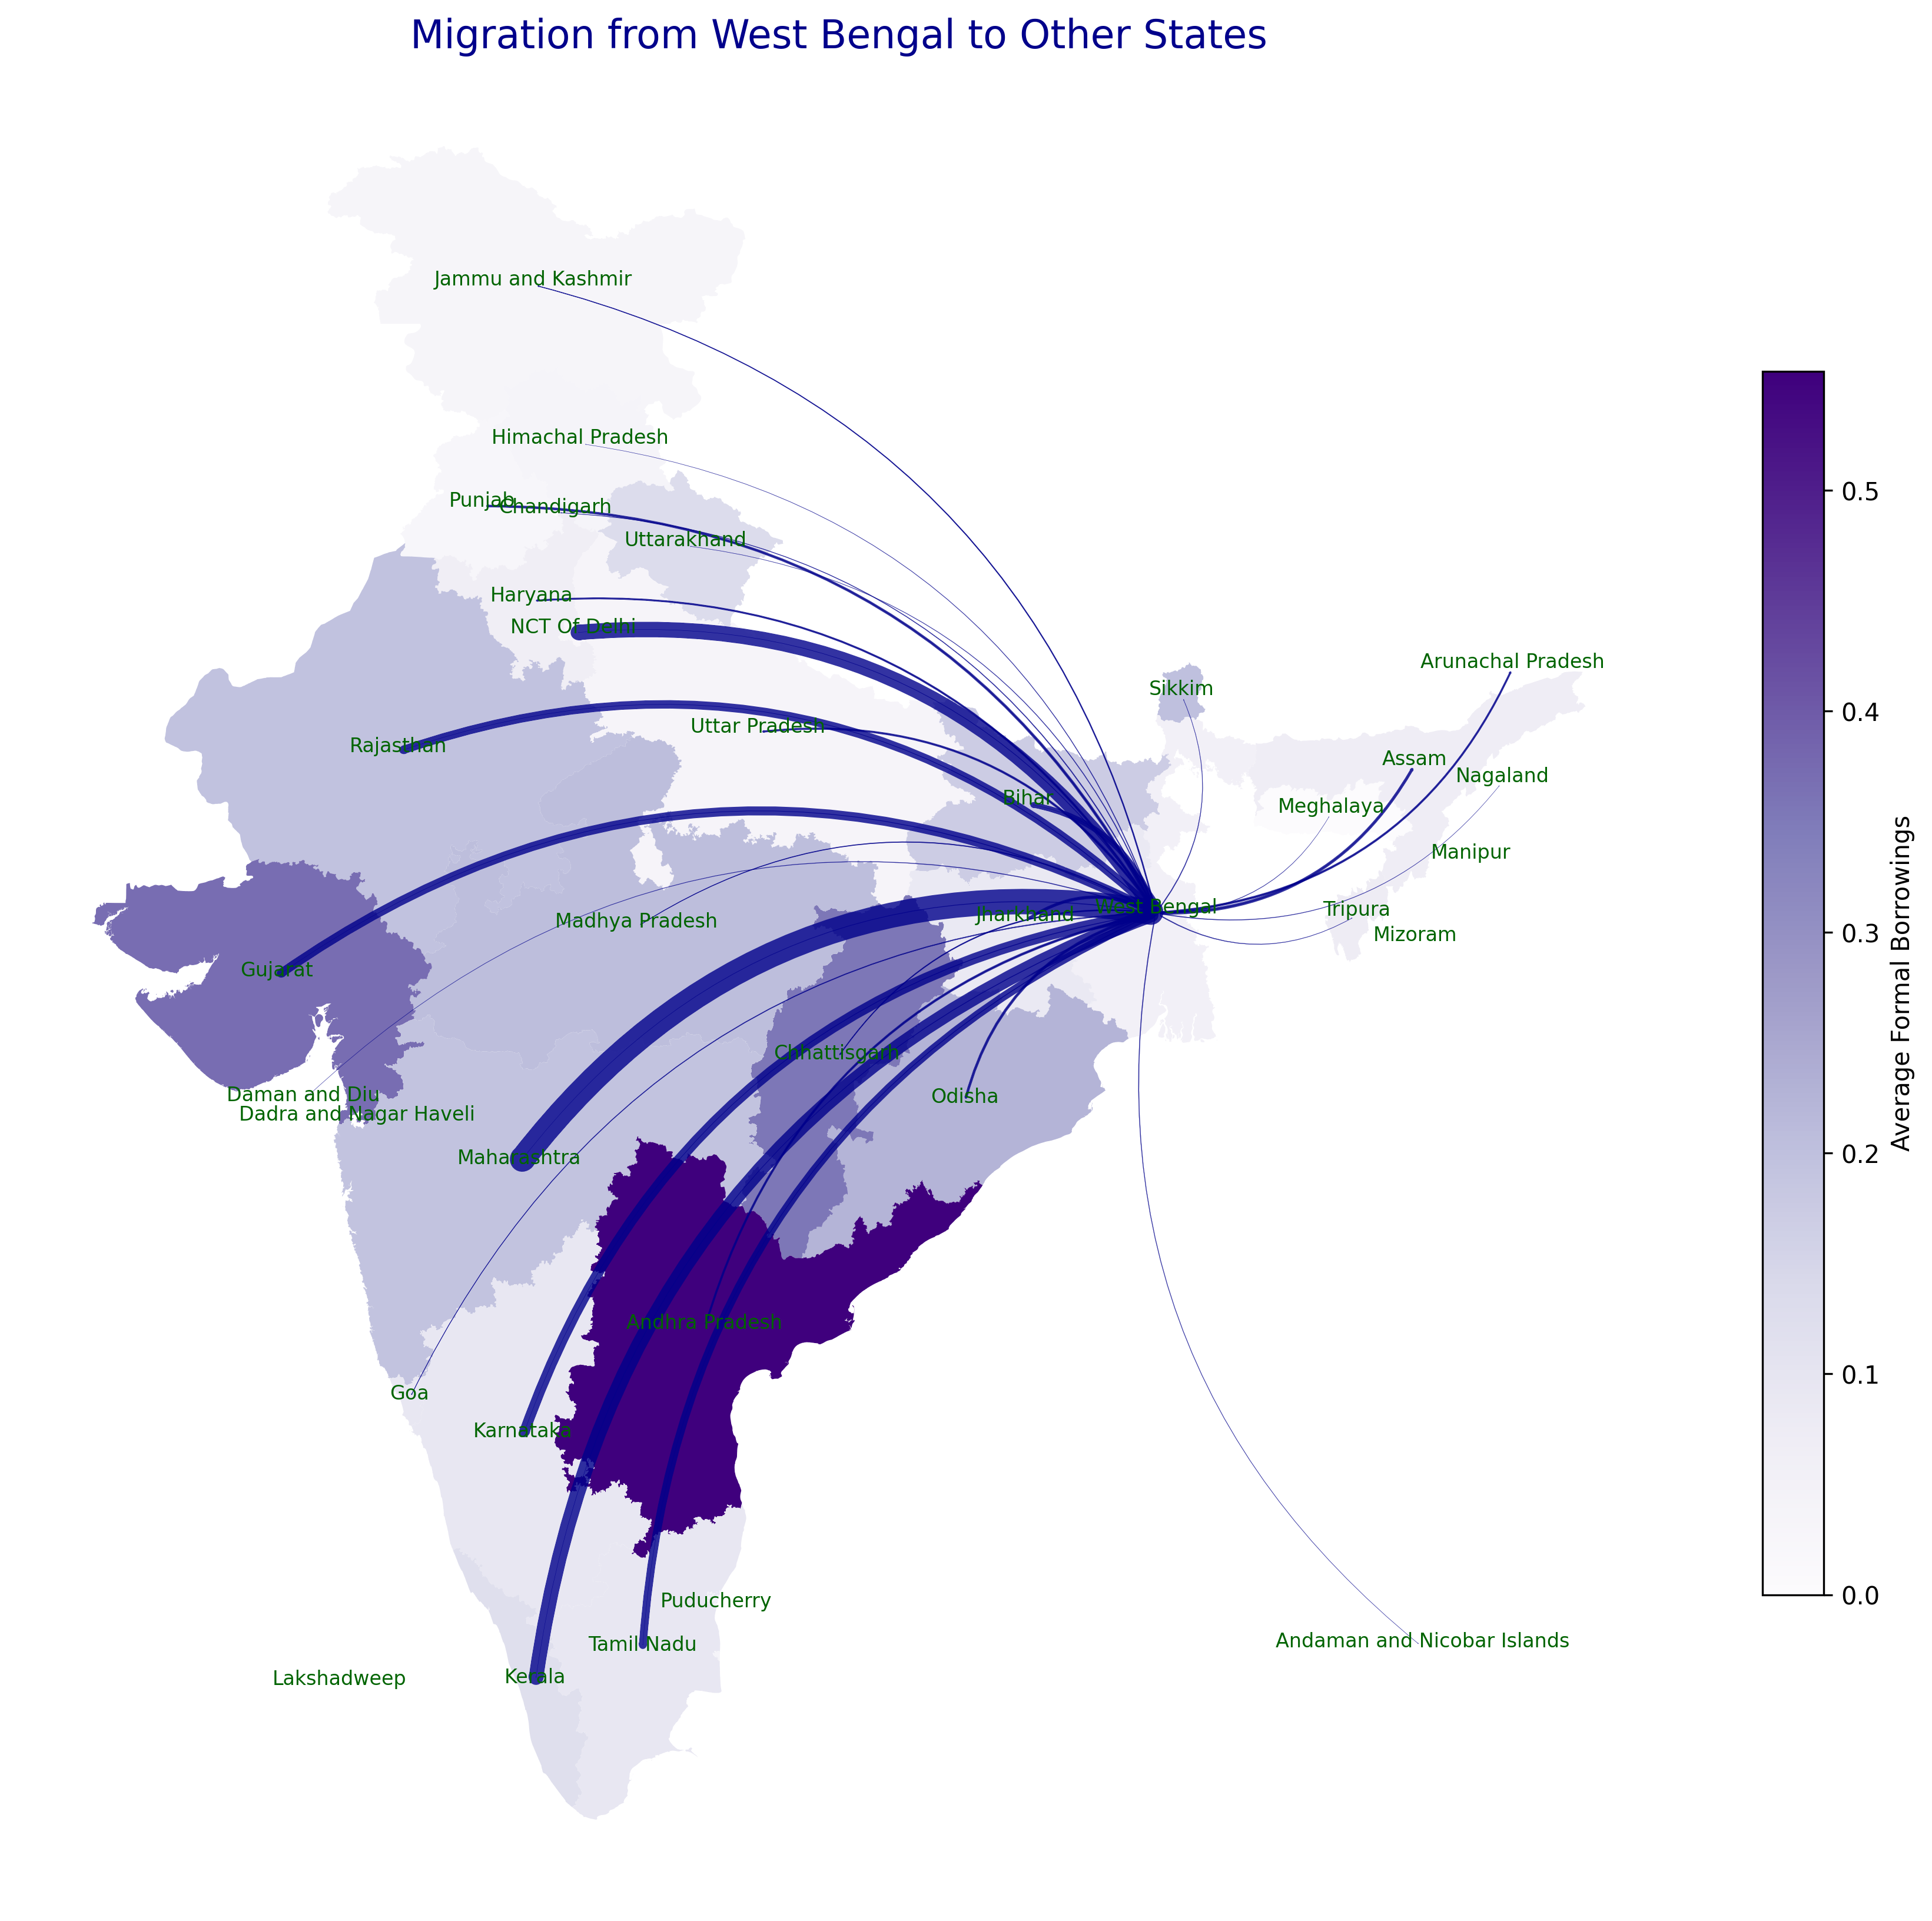 Migration from West Bengal to Other States
Jammu and Kashmir
Himachal Pradesh
Punjab
Chandigarh
Uttarakhand
Haryana
NCT Of Delhi
Arunachal Pradesh
Sikkim
Uttar Pradesh
Rajasthan
Assam
Nagaland
Bihar
Meghalaya
Manipur
West Bengal
Tripura
Jharkhand
Madhya Pradesh
Mizoram
Gujarat
Chhattisgarh
Daman and Diu
Odisha
Dadra and Nagar Haveli
Maharashtra
Andhra Pradesh
Goa
Karnataka
Puducherry
Tamil Nadu
Andaman and Nicobar Islands
Lakshadweep
Kerala
0.5
0.4
0.3
0.2
0.1
0.0
Average Formal Borrowings